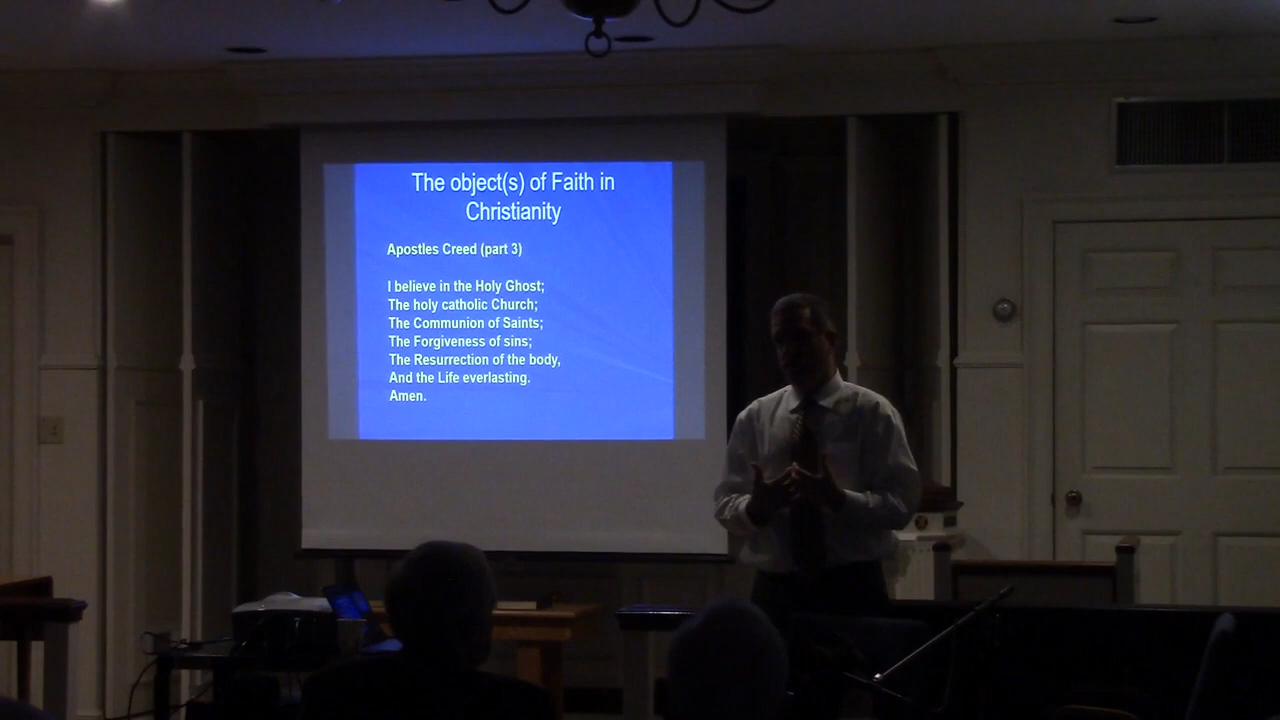 The object(s) of Faith in
Christianity
Apostles Creed (part 3)
I believe in the Holy Ghost;
The holy catholic Church;
The Communion of Saints;
The Forgiveness of sins;
The Resurrection of the body,
And the Life everlasting.
Amen.